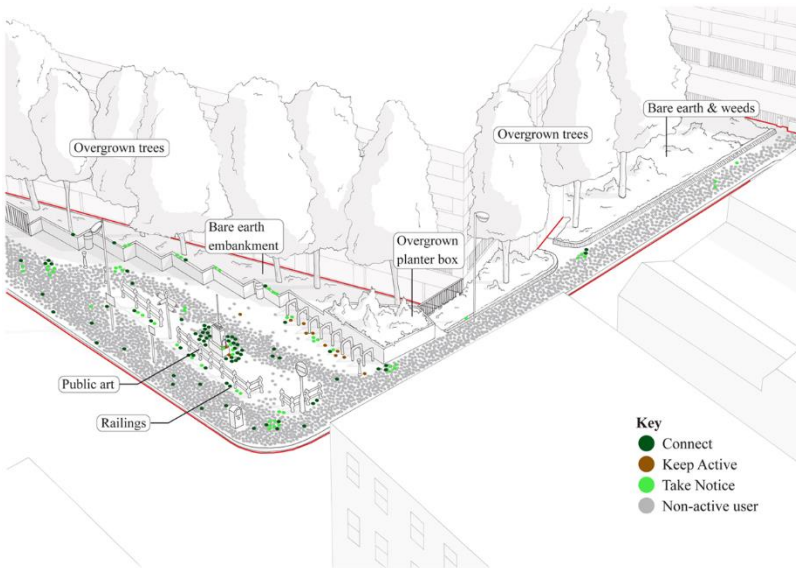 Bare earth & weeds
Overgrown trees
Overgrown trees
Bare earth
embankment
Overgrown
planter box
Public art
Railings
Key
Connect
Keep Active
Take Notice
Non-active user